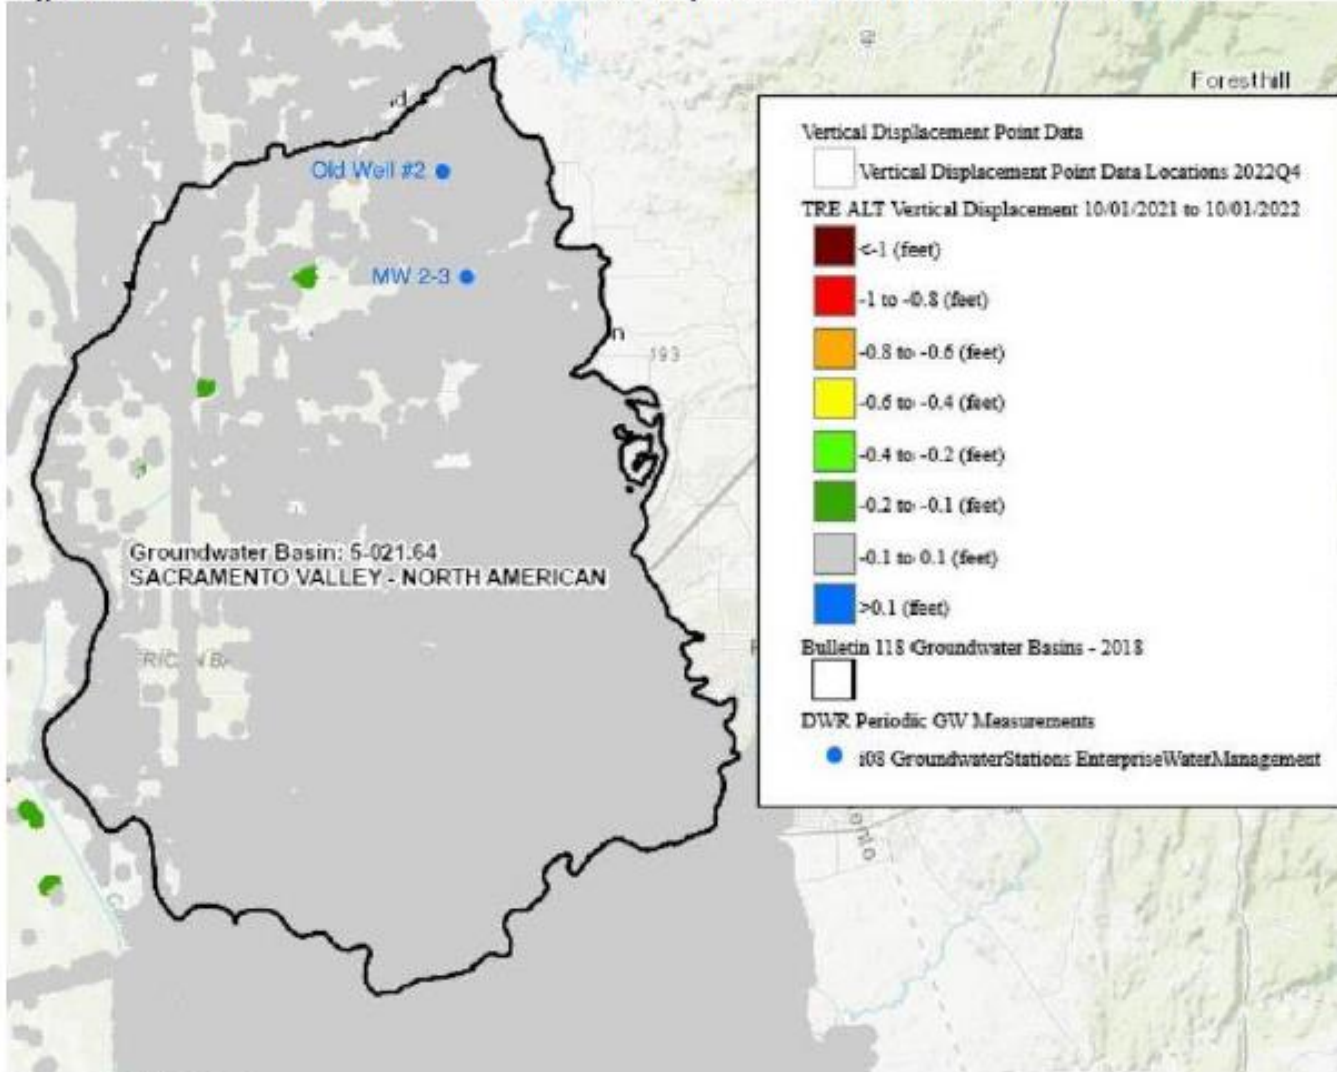 Foresthill
Old Well #2
MW 2-3
193
Groundwater Basin: 5-021.64
SACRAMENTO VALLEY - NORTH AMERICAN
Vertical Displacement Point Data
Vertical Displacement Point Data Locations 2022Q4
TRE ALT Vertical Displacement 10/01/2021 to 10/01/2022
<-1 (feet)
-1 to -0.8 (feet)
-0.8 to -0.6 (feet)
-0.6 to -0.4 (feet)
-0.4 to -0.2 (feet)
-0.2 to -0.1 (feet)
-0.1 to 0.1 (feet)
>0.1 (feet)
Bulletin 118 Groundwater Basins - 2018
DWR Periodic GW Measurements
i08 GroundwaterStations EnterpriseWaterManagement